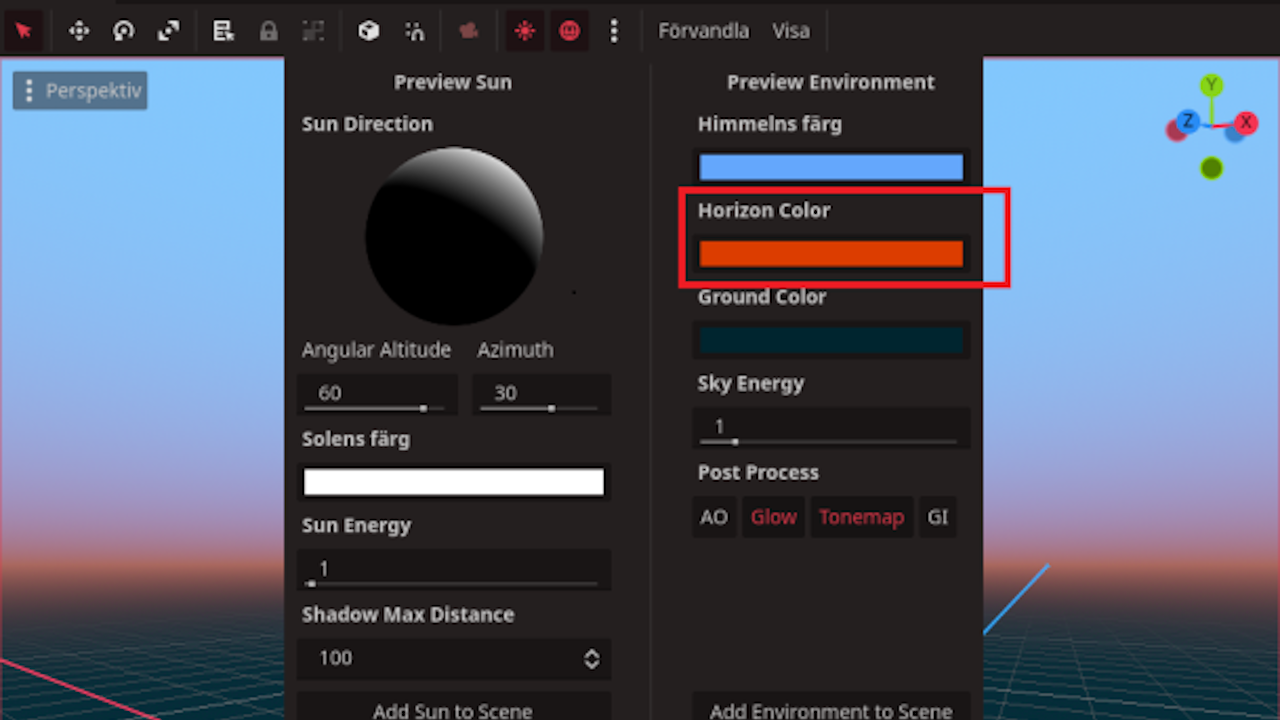 Förvandla Visa
Perspektiv
Y
Z
X
Preview Sun
Sun Direction
Angular Altitude Azimuth
60 30
Solens färg
Sun Energy
1
Shadow Max Distance
100
Add Sun to Scene
Preview Environment
Himmelns färg
Horizon Color
Ground Color
Sky Energy
1
Post Process
AO Glow Tonemap GI
Add Environment to Scene